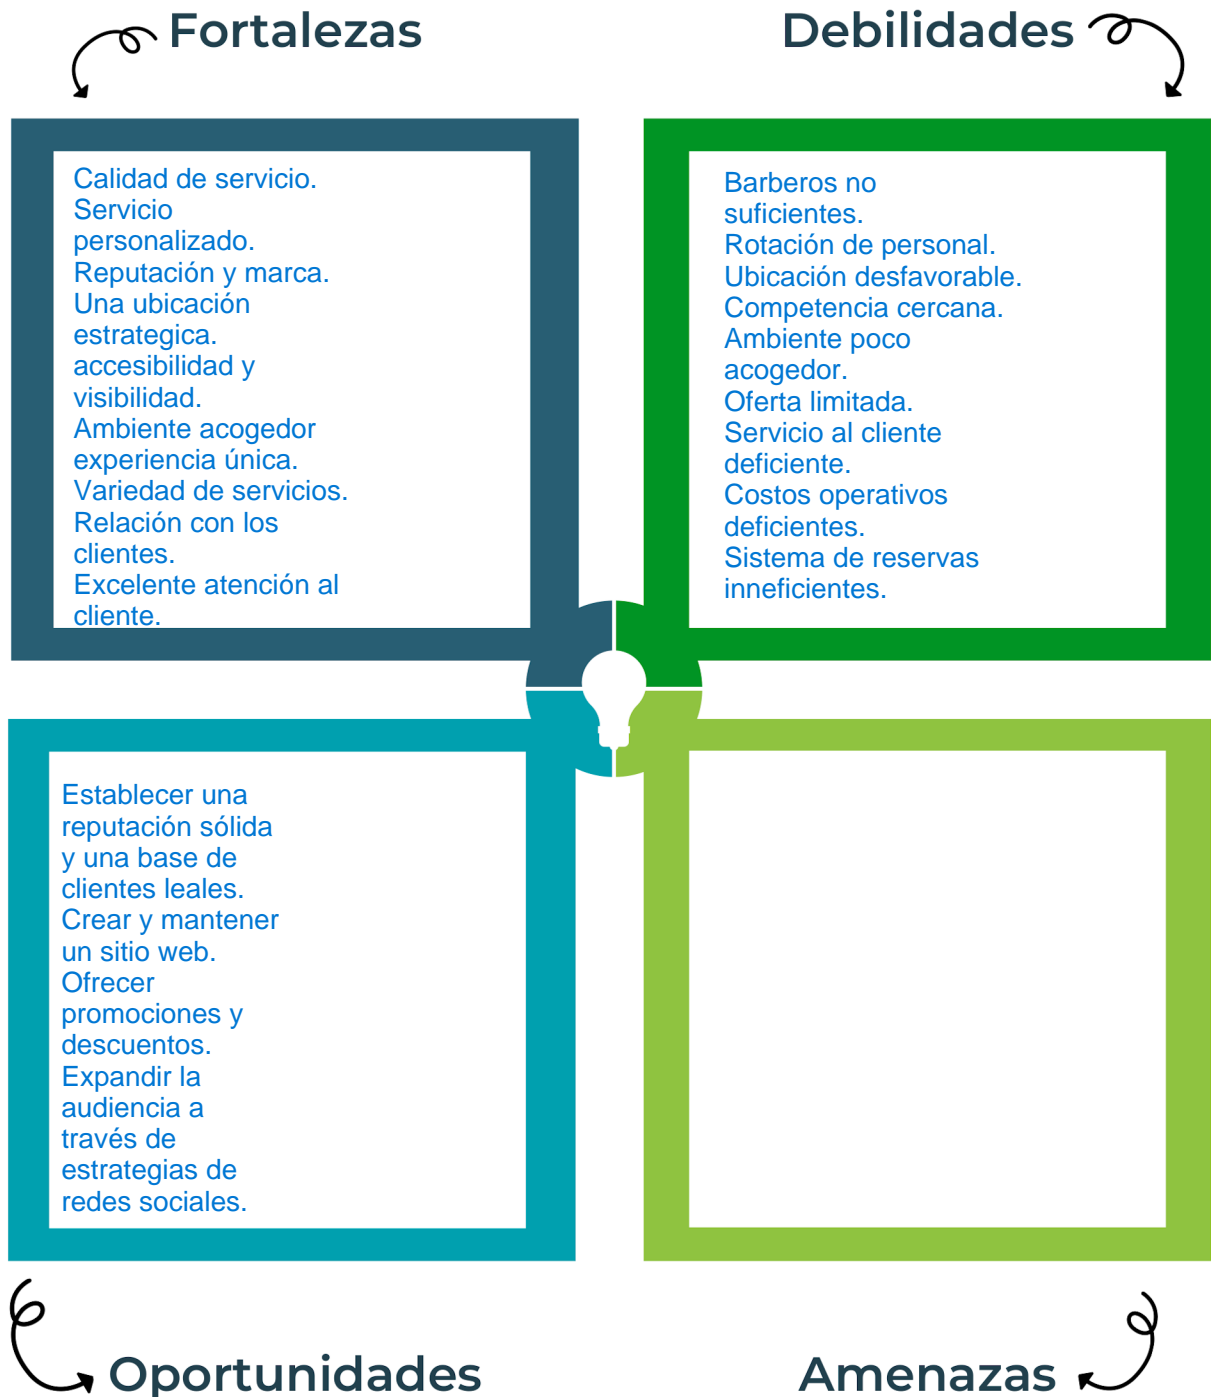 Fortalezas
Calidad de servicio.
Servicio
personalizado.
Reputación y marca.
Una ubicación
estrategica.
accesibilidad y
visibilidad.
Ambiente acogedor
experiencia única.
Variedad de servicios.
Relación con los
clientes.
Excelente atención al
cliente.
Debilidades
Barberos no
suficientes.
Rotación de personal.
Ubicación desfavorable.
Competencia cercana.
Ambiente poco
acogedor.
Oferta limitada.
Servicio al cliente
deficiente.
Costos operativos
deficientes.
Sistema de reservas
inneficientes.
Establecer una
reputación sólida
y una base de
clientes leales.
Crear y mantener
un sitio web.
Ofrecer
promociones y
descuentos.
Expandir la
audiencia a
través de
estrategias de
redes sociales.
Oportunidades
Amenazas